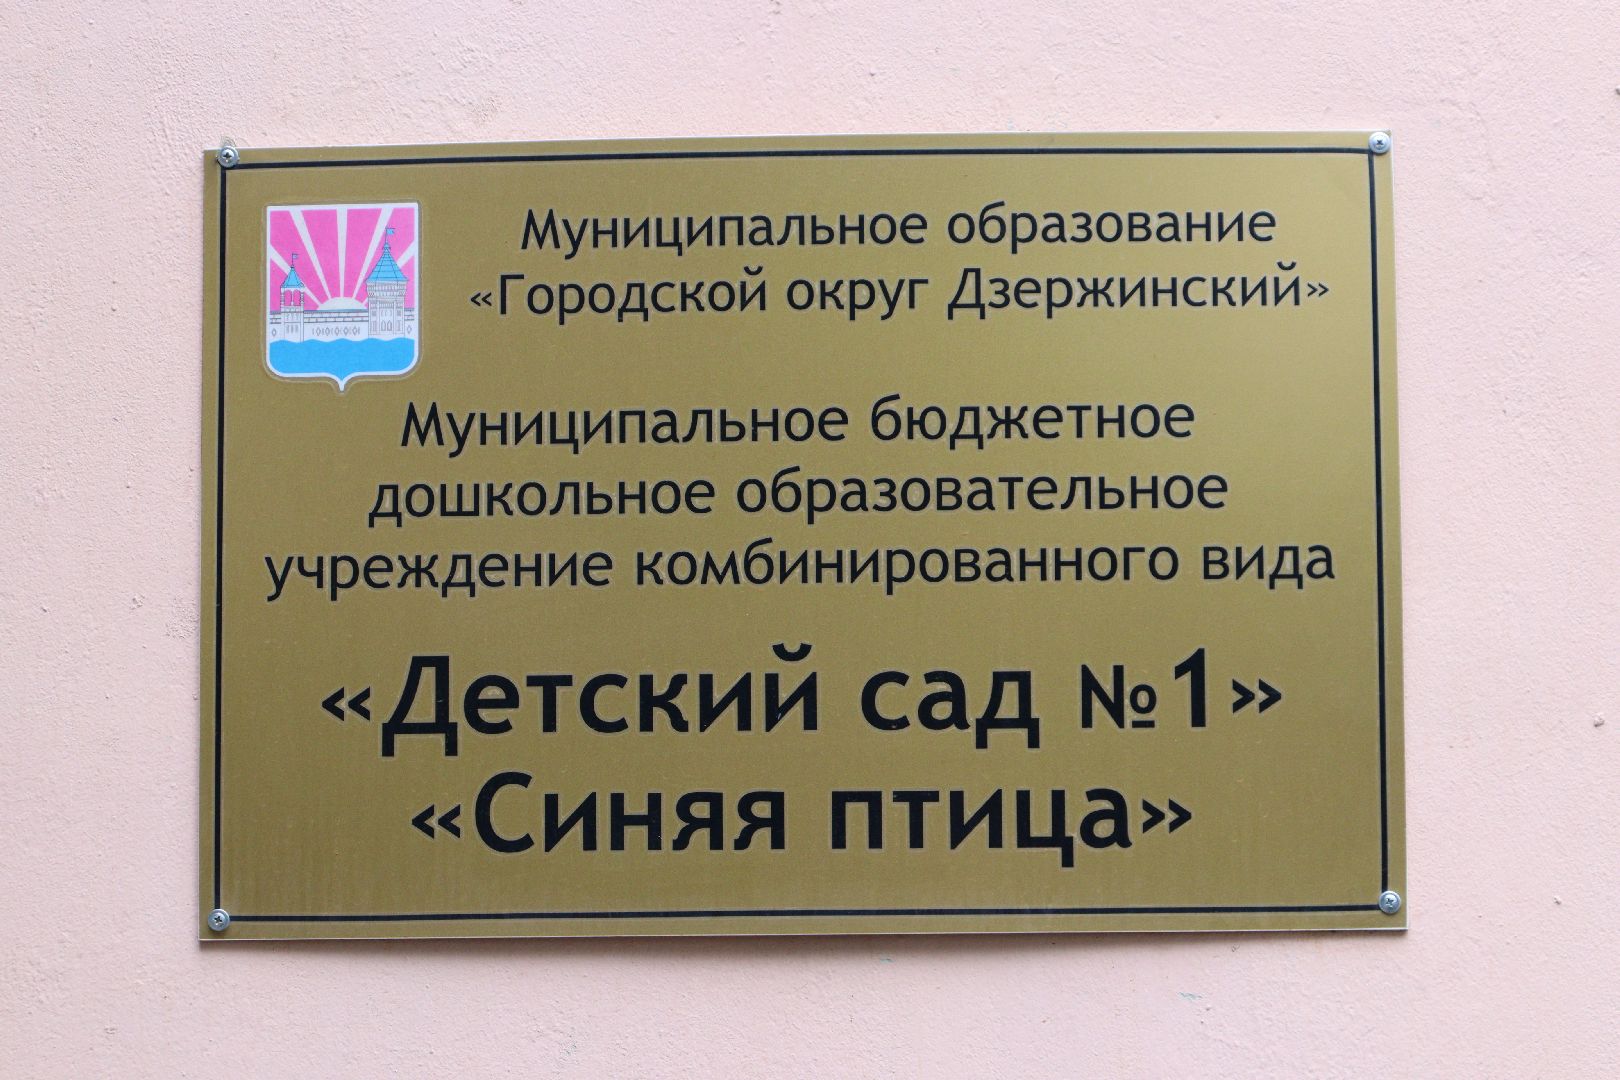 Муниципальное образование
«Городской округ Дзержинский»
Муниципальное бюджетное
дошкольное образовательное
учреждение комбинированного вида
«Детский сад №1»
«Синяя птица»